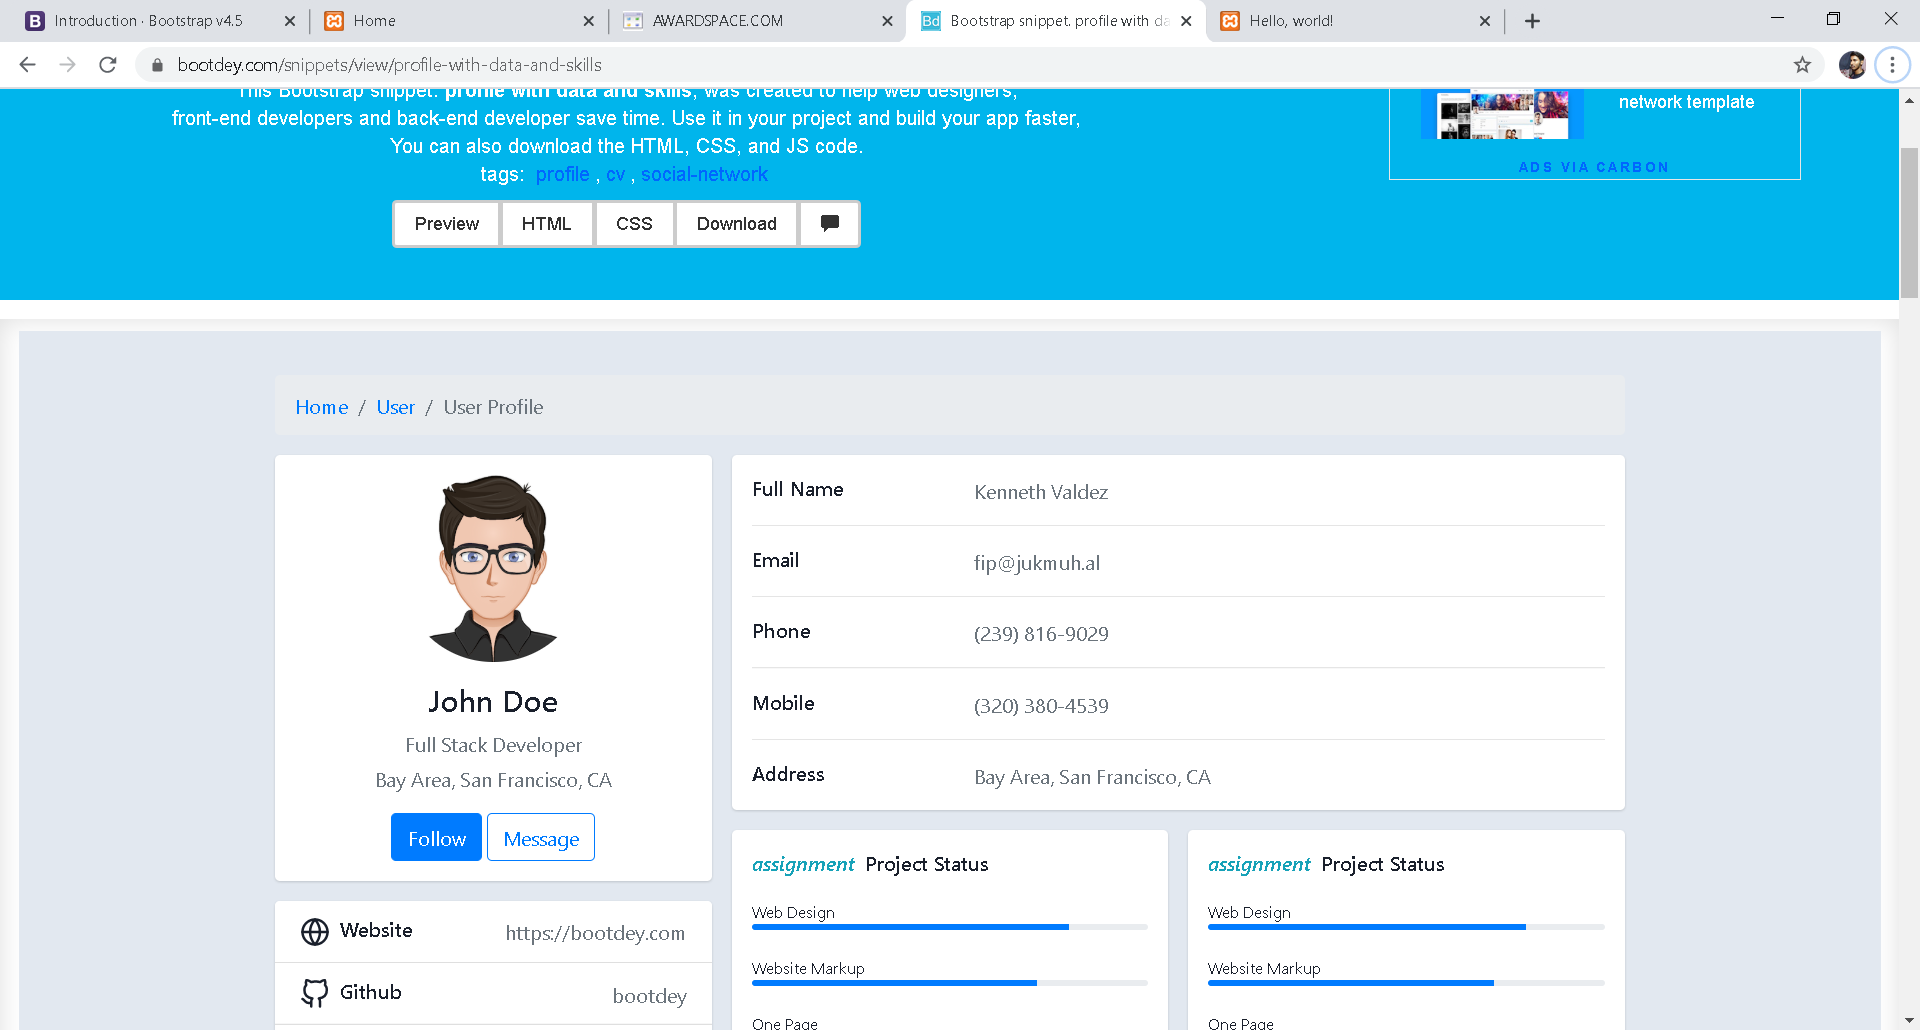 Introduction · Bootstrap v4.5
Home
AWARDSPACE.COM
Bootstrap snippet. profile with da
Hello, world!
bootdey.com/snippets/view/profile-with-data-and-skills
This Bootstrap snippet. profile with data and skills, was created to help web designers,
front-end developers and back-end developer save time. Use it in your project and build your app faster,
You can also download the HTML, CSS, and JS code.
tags: profile , cv , social-network
Preview HTML CSS Download
network template
ADS VIA CARBON
Home / User / User Profile
John Doe
Full Stack Developer
Bay Area, San Francisco, CA
Follow Message
Website https://bootdey.com
Github bootdey
Full Name Kenneth Valdez
Email fip@jukmuh.al
Phone (239) 816-9029
Mobile (320) 380-4539
Address Bay Area, San Francisco, CA
assignment Project Status
Web Design
Website Markup
One Page
assignment Project Status
Web Design
Website Markup
One Page